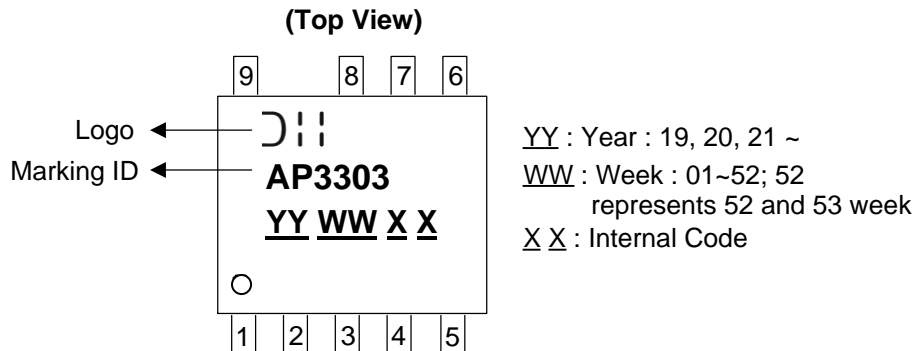 (Top View)
9 8 7 6
Logo
Marking ID
AP3303
YY WW X X
1 2 3 4 5
YY : Year : 19, 20, 21 ~
WW : Week : 01~52; 52
represents 52 and 53 week
X X : Internal Code